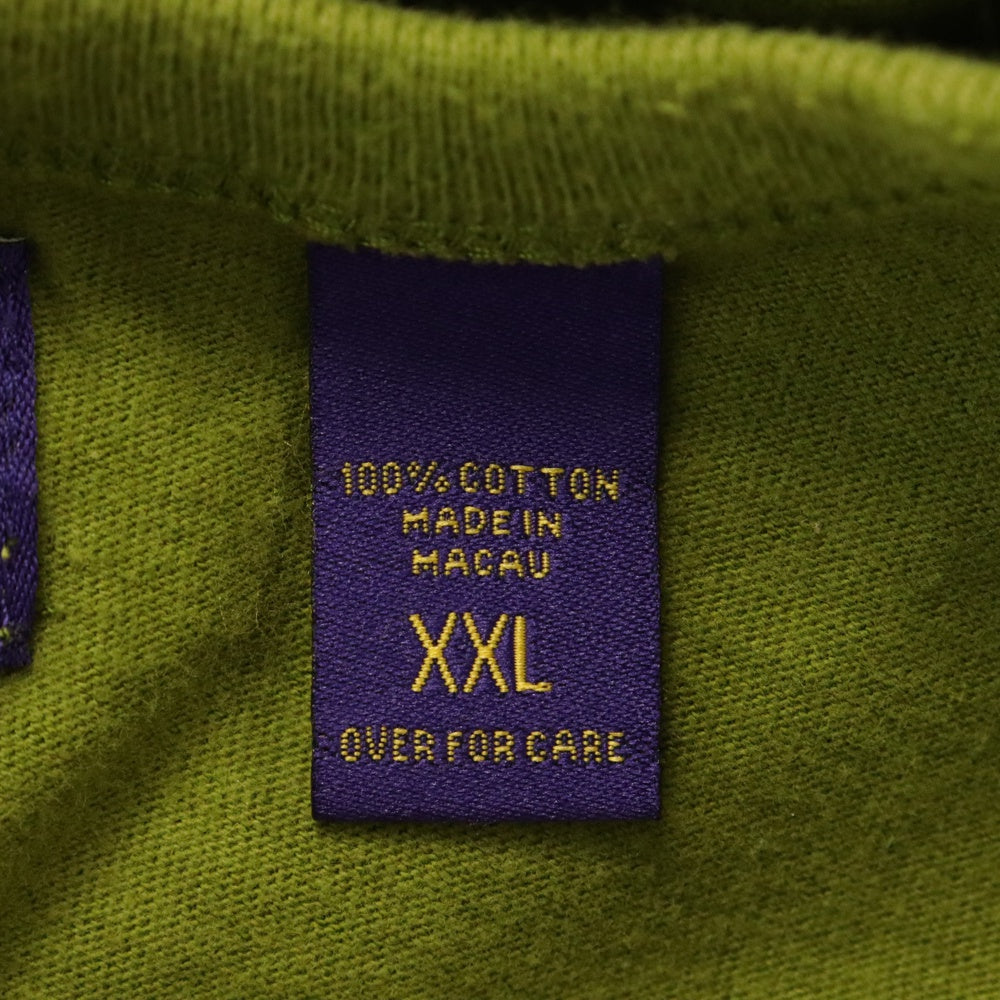 100% COTTON
MADE IN
MACAU
XXL
OVER FOR CARE